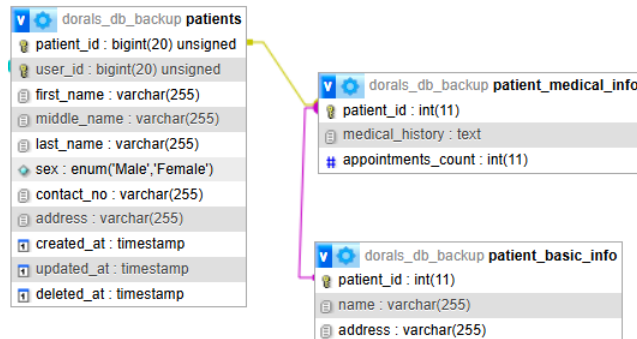 dorals_db_backup patients
patient_id : bigint(20) unsigned
user_id : bigint(20) unsigned
first_name : varchar(255)
middle_name : varchar(255)
last_name : varchar(255)
sex : enum('Male','Female')
contact_no : varchar(255)
address : varchar(255)
created_at : timestamp
updated_at : timestamp
deleted_at : timestamp
dorals_db_backup patient_medical_info
patient_id : int(11)
medical_history : text
# appointments_count : int(11)
dorals_db_backup patient_basic_info
patient_id : int(11)
name : varchar(255)
address : varchar(255)